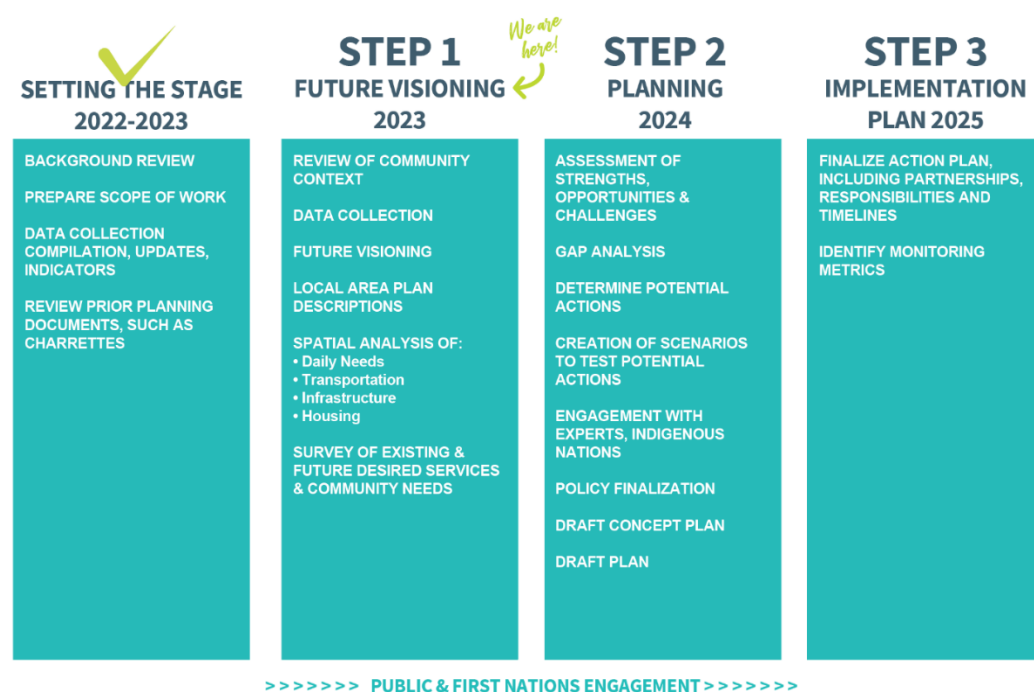 SETTING THE STAGE
2022-2023
BACKGROUND REVIEW
PREPARE SCOPE OF WORK
DATA COLLECTION
COMPILATION, UPDATES,
INDICATORS
REVIEW PRIOR PLANNING
DOCUMENTS, SUCH AS
CHARRETTES
STEP 1
We are
here!
FUTURE VISIONING
2023
REVIEW OF COMMUNITY
CONTEXT
DATA COLLECTION
FUTURE VISIONING
LOCAL AREA PLAN
DESCRIPTIONS
SPATIAL ANALYSIS OF:
• Daily Needs
• Transportation
• Infrastructure
• Housing
SURVEY OF EXISTING &
FUTURE DESIRED SERVICES
& COMMUNITY NEEDS
STEP 2
PLANNING
2024
ASSESSMENT OF
STRENGTHS,
OPPORTUNITIES &
CHALLENGES
GAP ANALYSIS
DETERMINE POTENTIAL
ACTIONS
CREATION OF SCENARIOS
TO TEST POTENTIAL
ACTIONS
ENGAGEMENT WITH
EXPERTS, INDIGENOUS
NATIONS
POLICY FINALIZATION
DRAFT CONCEPT PLAN
DRAFT PLAN
STEP 3
IMPLEMENTATION
PLAN 2025
FINALIZE ACTION PLAN,
INCLUDING PARTNERSHIPS,
RESPONSIBILITIES AND
TIMELINES
IDENTIFY MONITORING
METRICS
> > > > > > > PUBLIC & FIRST NATIONS ENGAGEMENT > > > > > > >